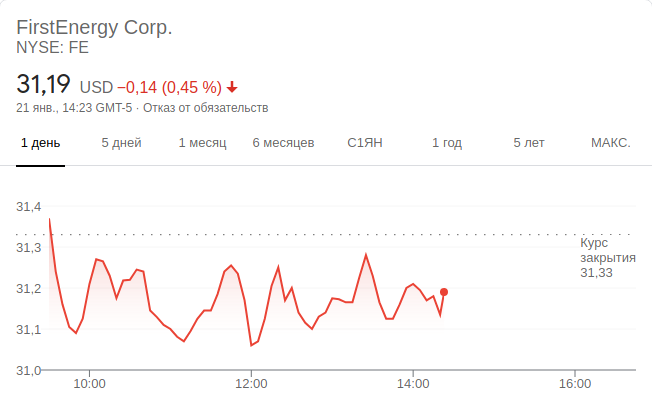 FirstEnergy Corp.
NYSE: FE
31,19 USD −0,14 (0,45 %)
21 янв., 14:23 GMT-5 · Отказ от обязательств
1 день 5 дней 1 месяц 6 месяцев С1ЯН 1 год 5 лет МАКС.
31,4
31,3
31,2
31,1
31,0
Курс
закрытия
31,33
10:00 12:00 14:00 16:00